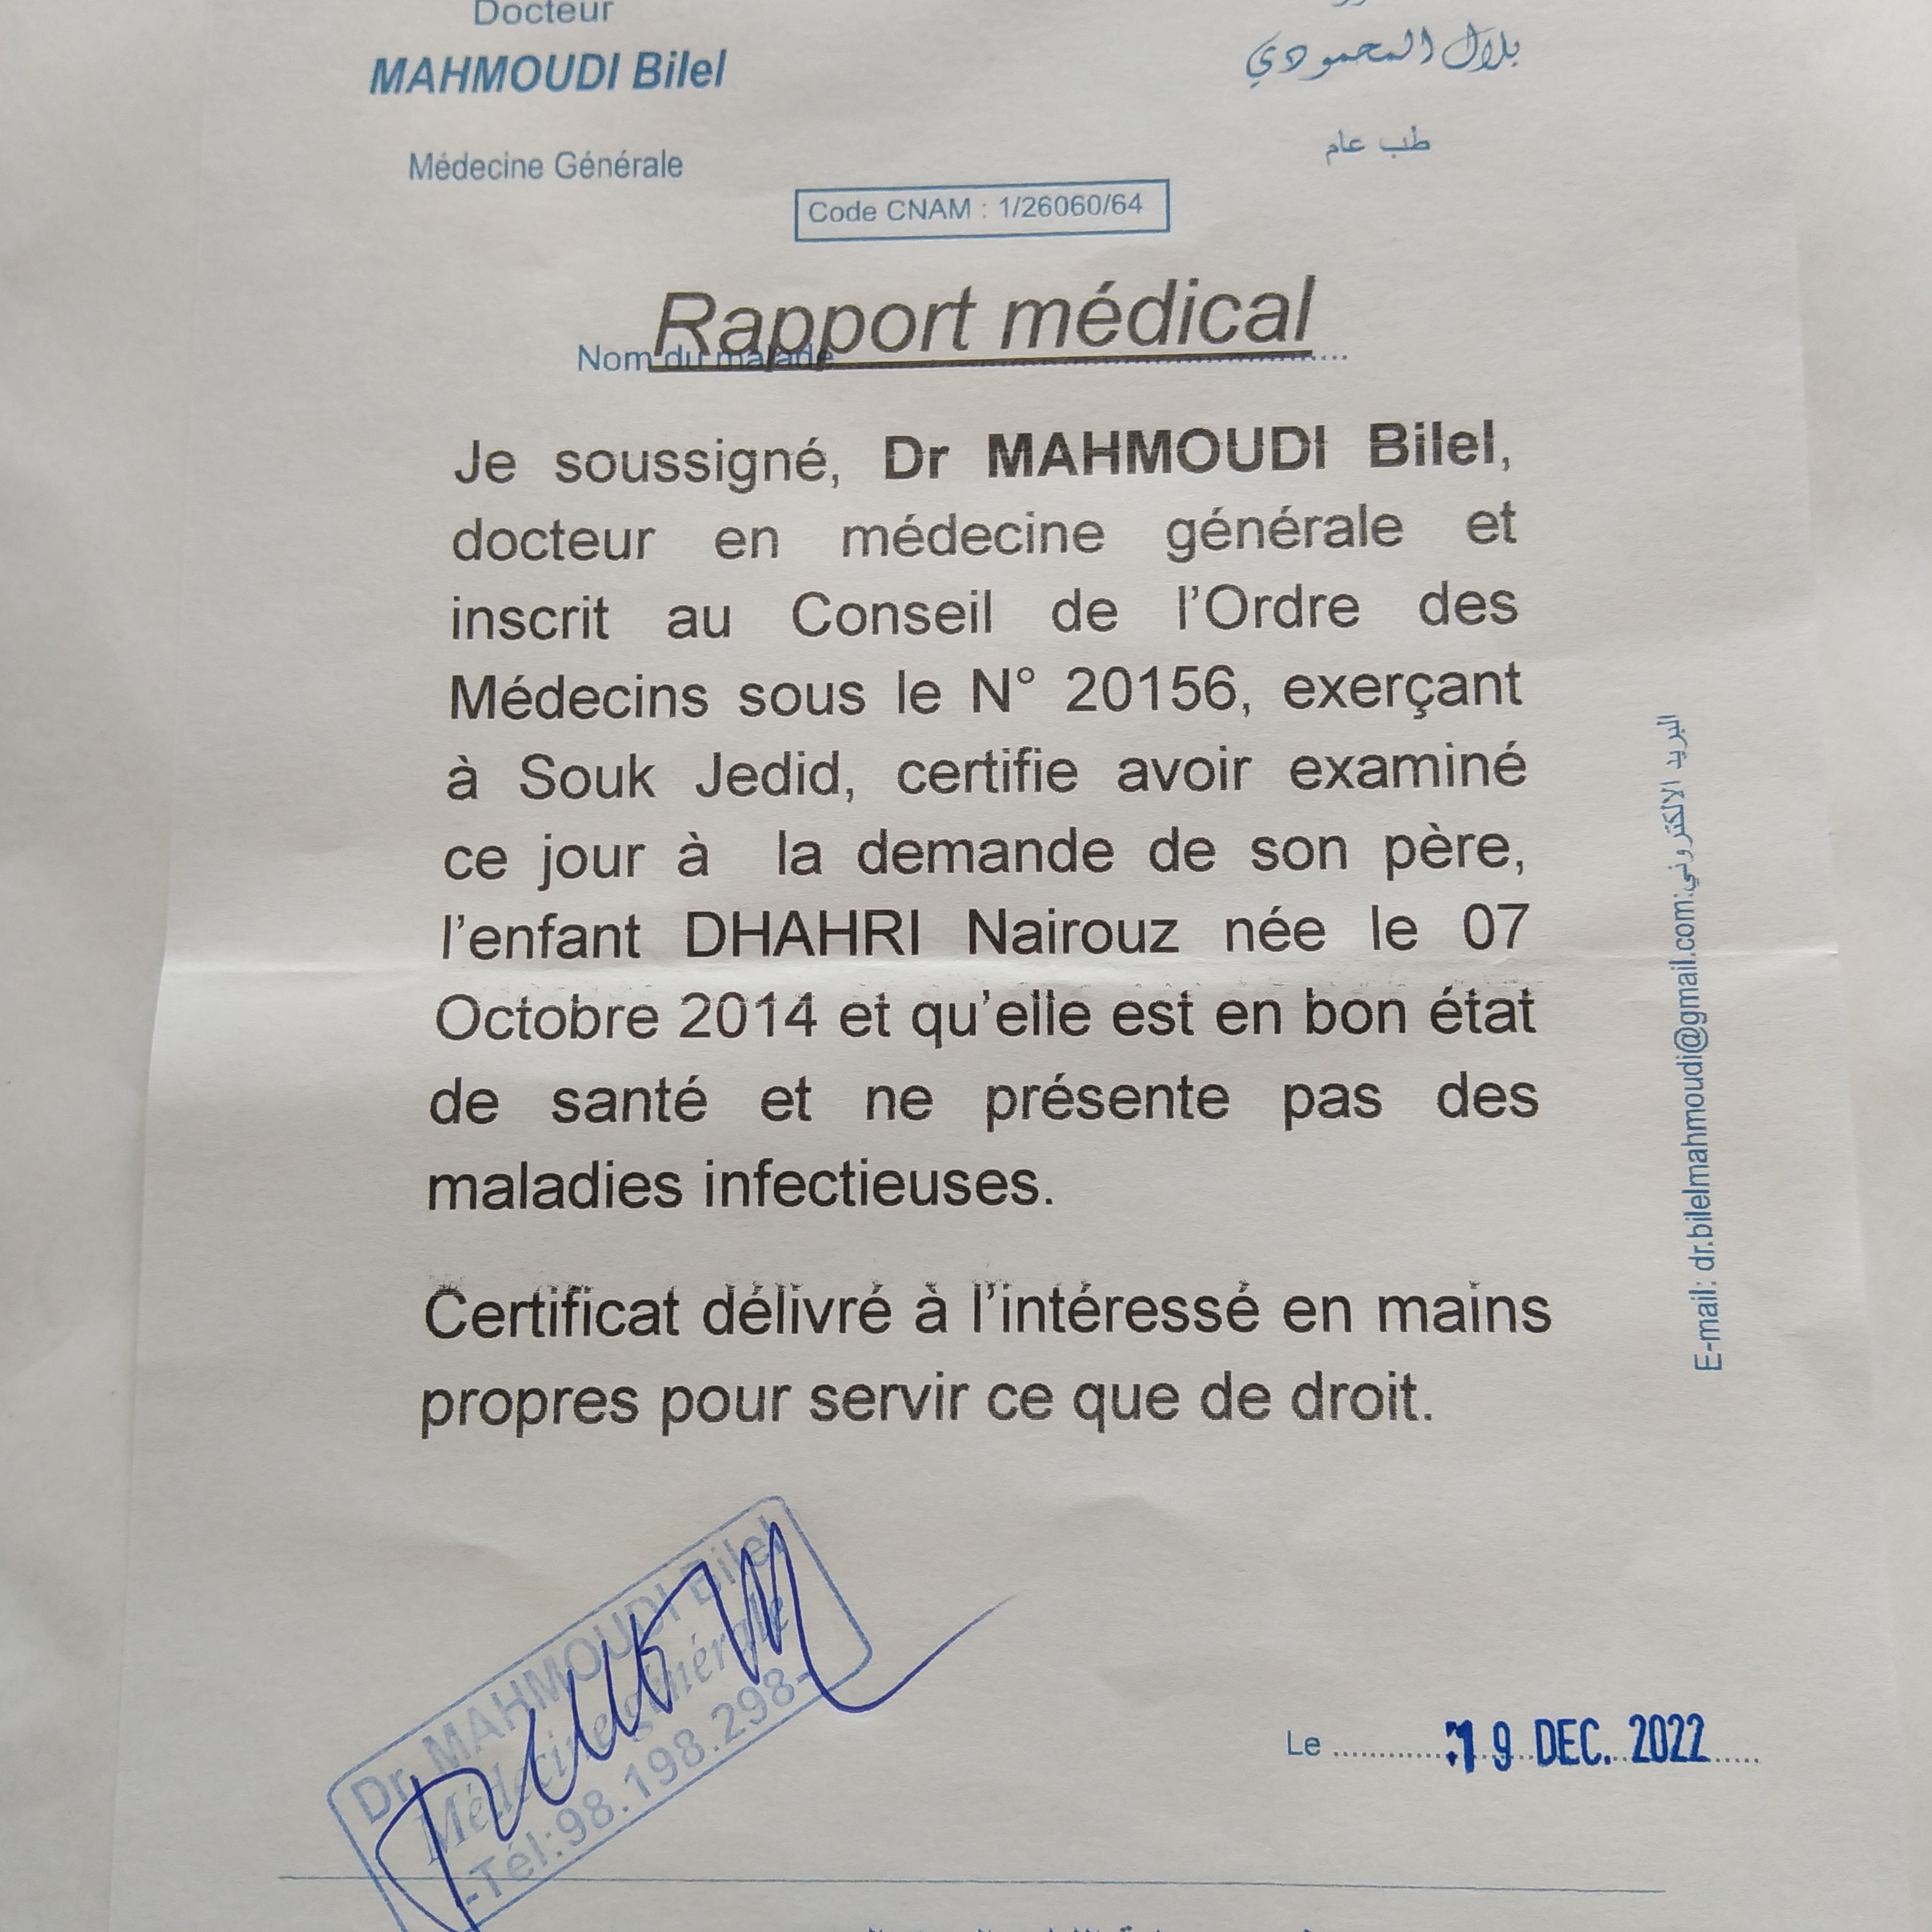 Docteur
MAHMOUDI Bilel
بلال المحمودي
Médecine Générale
طب عام
Code CNAM : 1/26060/64
Rapport médical
Nom du malade
Je soussigné, Dr MAHMOUDI Bilel,
docteur en médecine générale et
inscrit au Conseil de l'Ordre des
Médecins sous le N° 20156, exerçant
à Souk Jedid, certifie avoir examiné
ce jour à la demande de son père,
l'enfant DHAHRI Nairouz née le 07
Octobre 2014 et qu'elle est en bon état
de santé et ne présente pas des
maladies infectieuses.
Certificat délivré à l'intéressé en mains
propres pour servir ce que de droit.
E-mail: dr.bilelmahmoudi@gmail.com:البريد الالكتروني
Dr. MAHMOUDI Bilel
Médecine générale
-Tél:98.198.298-
Le ............19 DEC. 2022.....